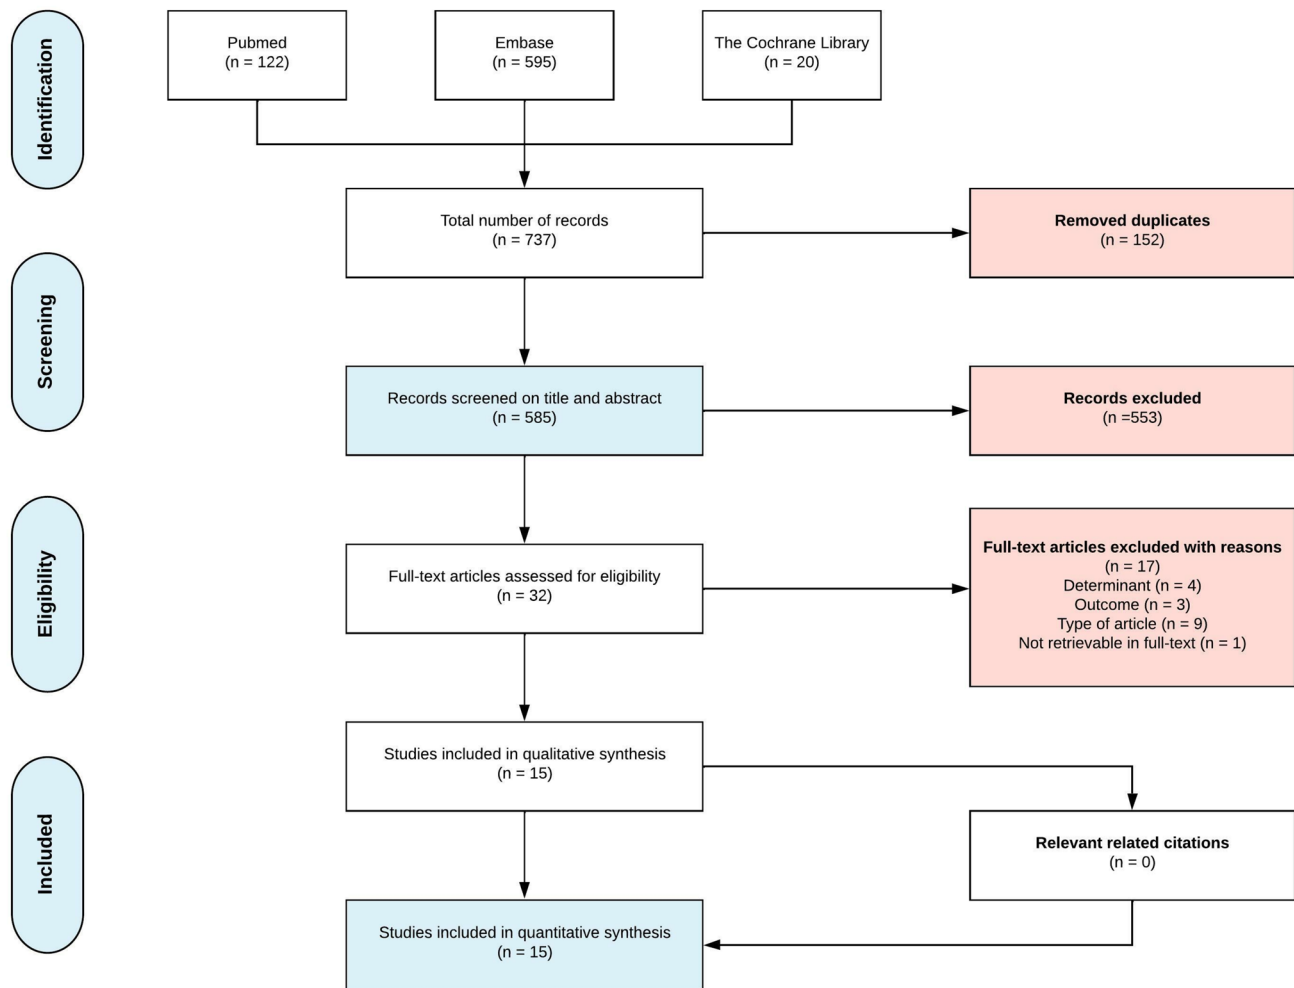 Identification
Pubmed
(n = 122)
Embase
(n = 595)
The Cochrane Library
(n = 20)
Total number of records
(n = 737)
Removed duplicates
(n = 152)
Screening
Records screened on title and abstract
(n = 585)
Records excluded
(n =553)
Eligibility
Full-text articles assessed for eligibility
(n = 32)
Full-text articles excluded with reasons
(n = 17)
Determinant (n = 4)
Outcome (n = 3)
Type of article (n = 9)
Not retrievable in full-text (n = 1)
Included
Studies included in qualitative synthesis
(n = 15)
Relevant related citations
(n = 0)
Studies included in quantitative synthesis
(n = 15)